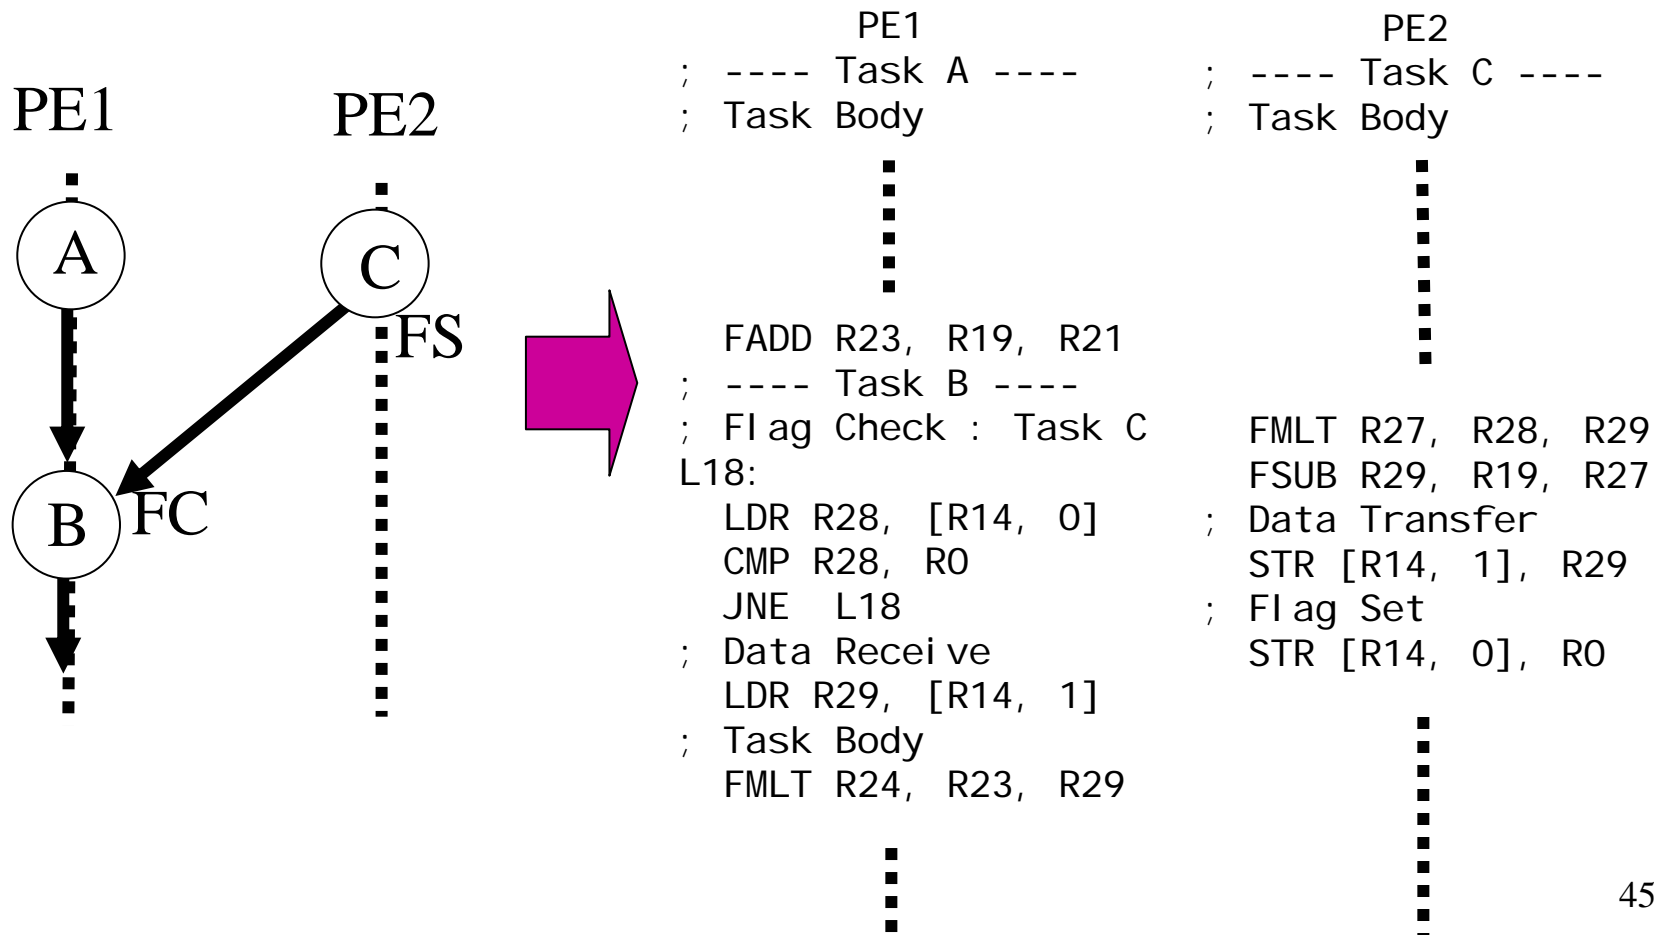 PE1
PE2
A
C
FS
B
FC
PE1
; ---- Task A ----
; Task Body
FADD R23, R19, R21
; ---- Task B ----
; Flag Check : Task C
L18:
LDR R28, [R14, 0]
CMP R28, R0
JNE L18
; Data Receive
LDR R29, [R14, 1]
; Task Body
FMLT R24, R23, R29
PE2
; ---- Task C ----
; Task Body
FMLT R27, R28, R29
FSUB R29, R19, R27
; Data Transfer
STR [R14, 1], R29
; Flag Set
STR [R14, 0], R0
45